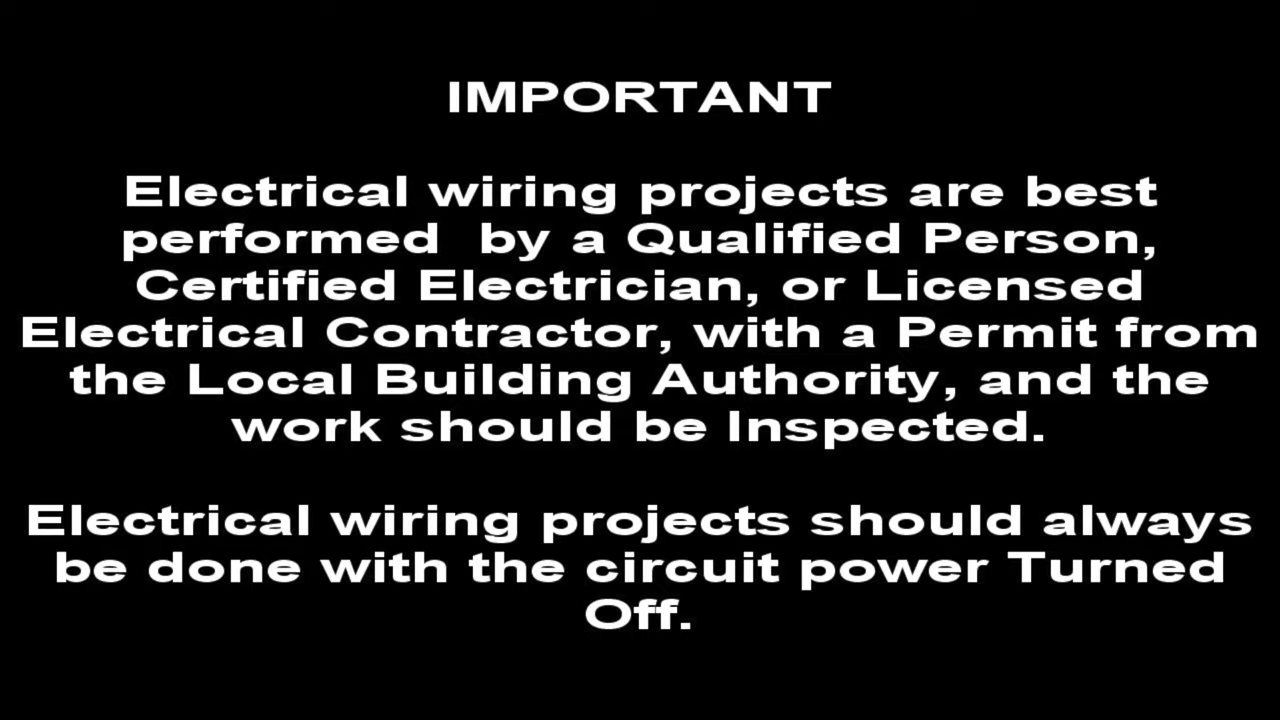 IMPORTANT
Electrical wiring projects are best
performed  by a Qualified Person,
Certified Electrician, or Licensed
Electrical Contractor, with a Permit from
the Local Building Authority, and the
work should be Inspected.
Electrical wiring projects should always
be done with the circuit power Turned
Off.